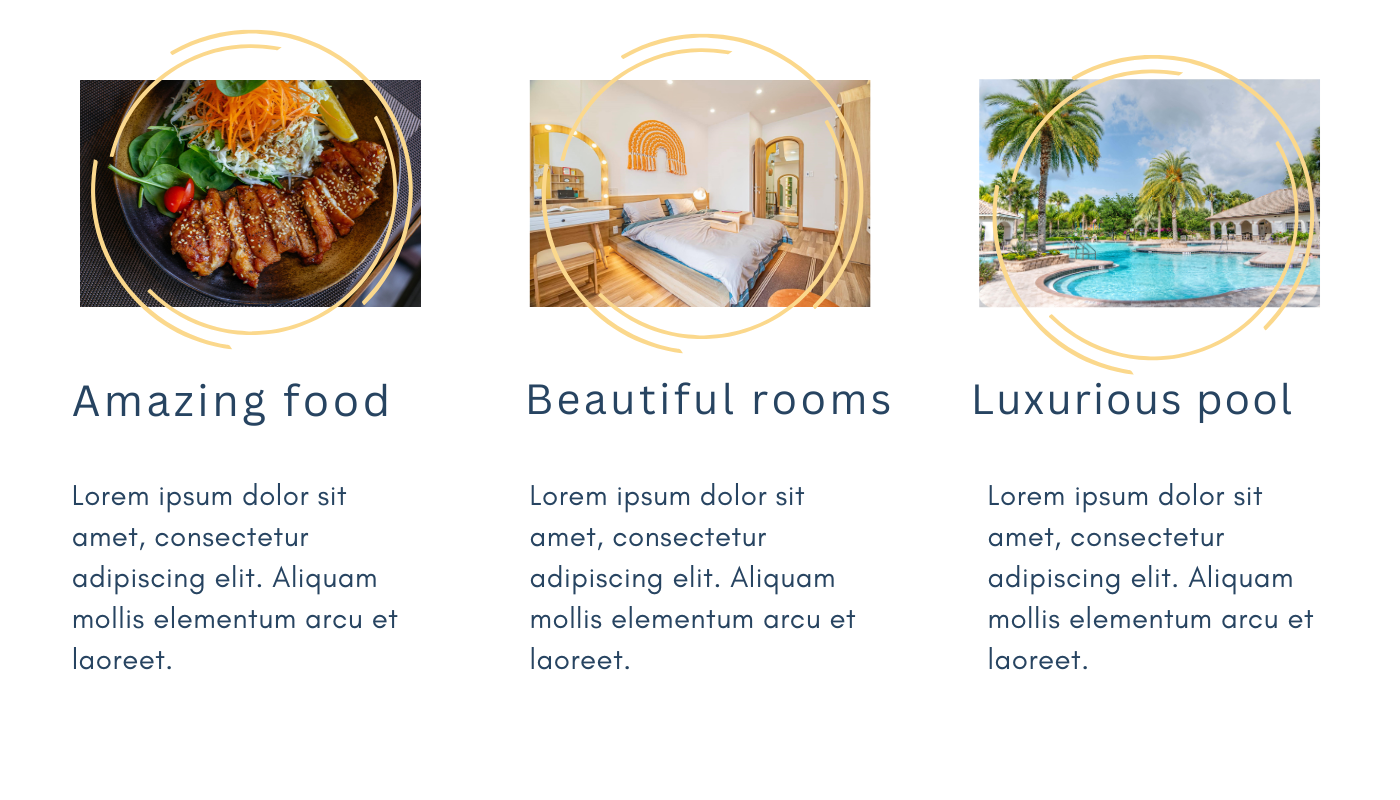 Amazing food
Lorem ipsum dolor sit
amet, consectetur
adipiscing elit. Aliquam
mollis elementum arcu et
laoreet.
Beautiful rooms
Lorem ipsum dolor sit
amet, consectetur
adipiscing elit. Aliquam
mollis elementum arcu et
laoreet.
Luxurious pool
Lorem ipsum dolor sit
amet, consectetur
adipiscing elit. Aliquam
mollis elementum arcu et
laoreet.